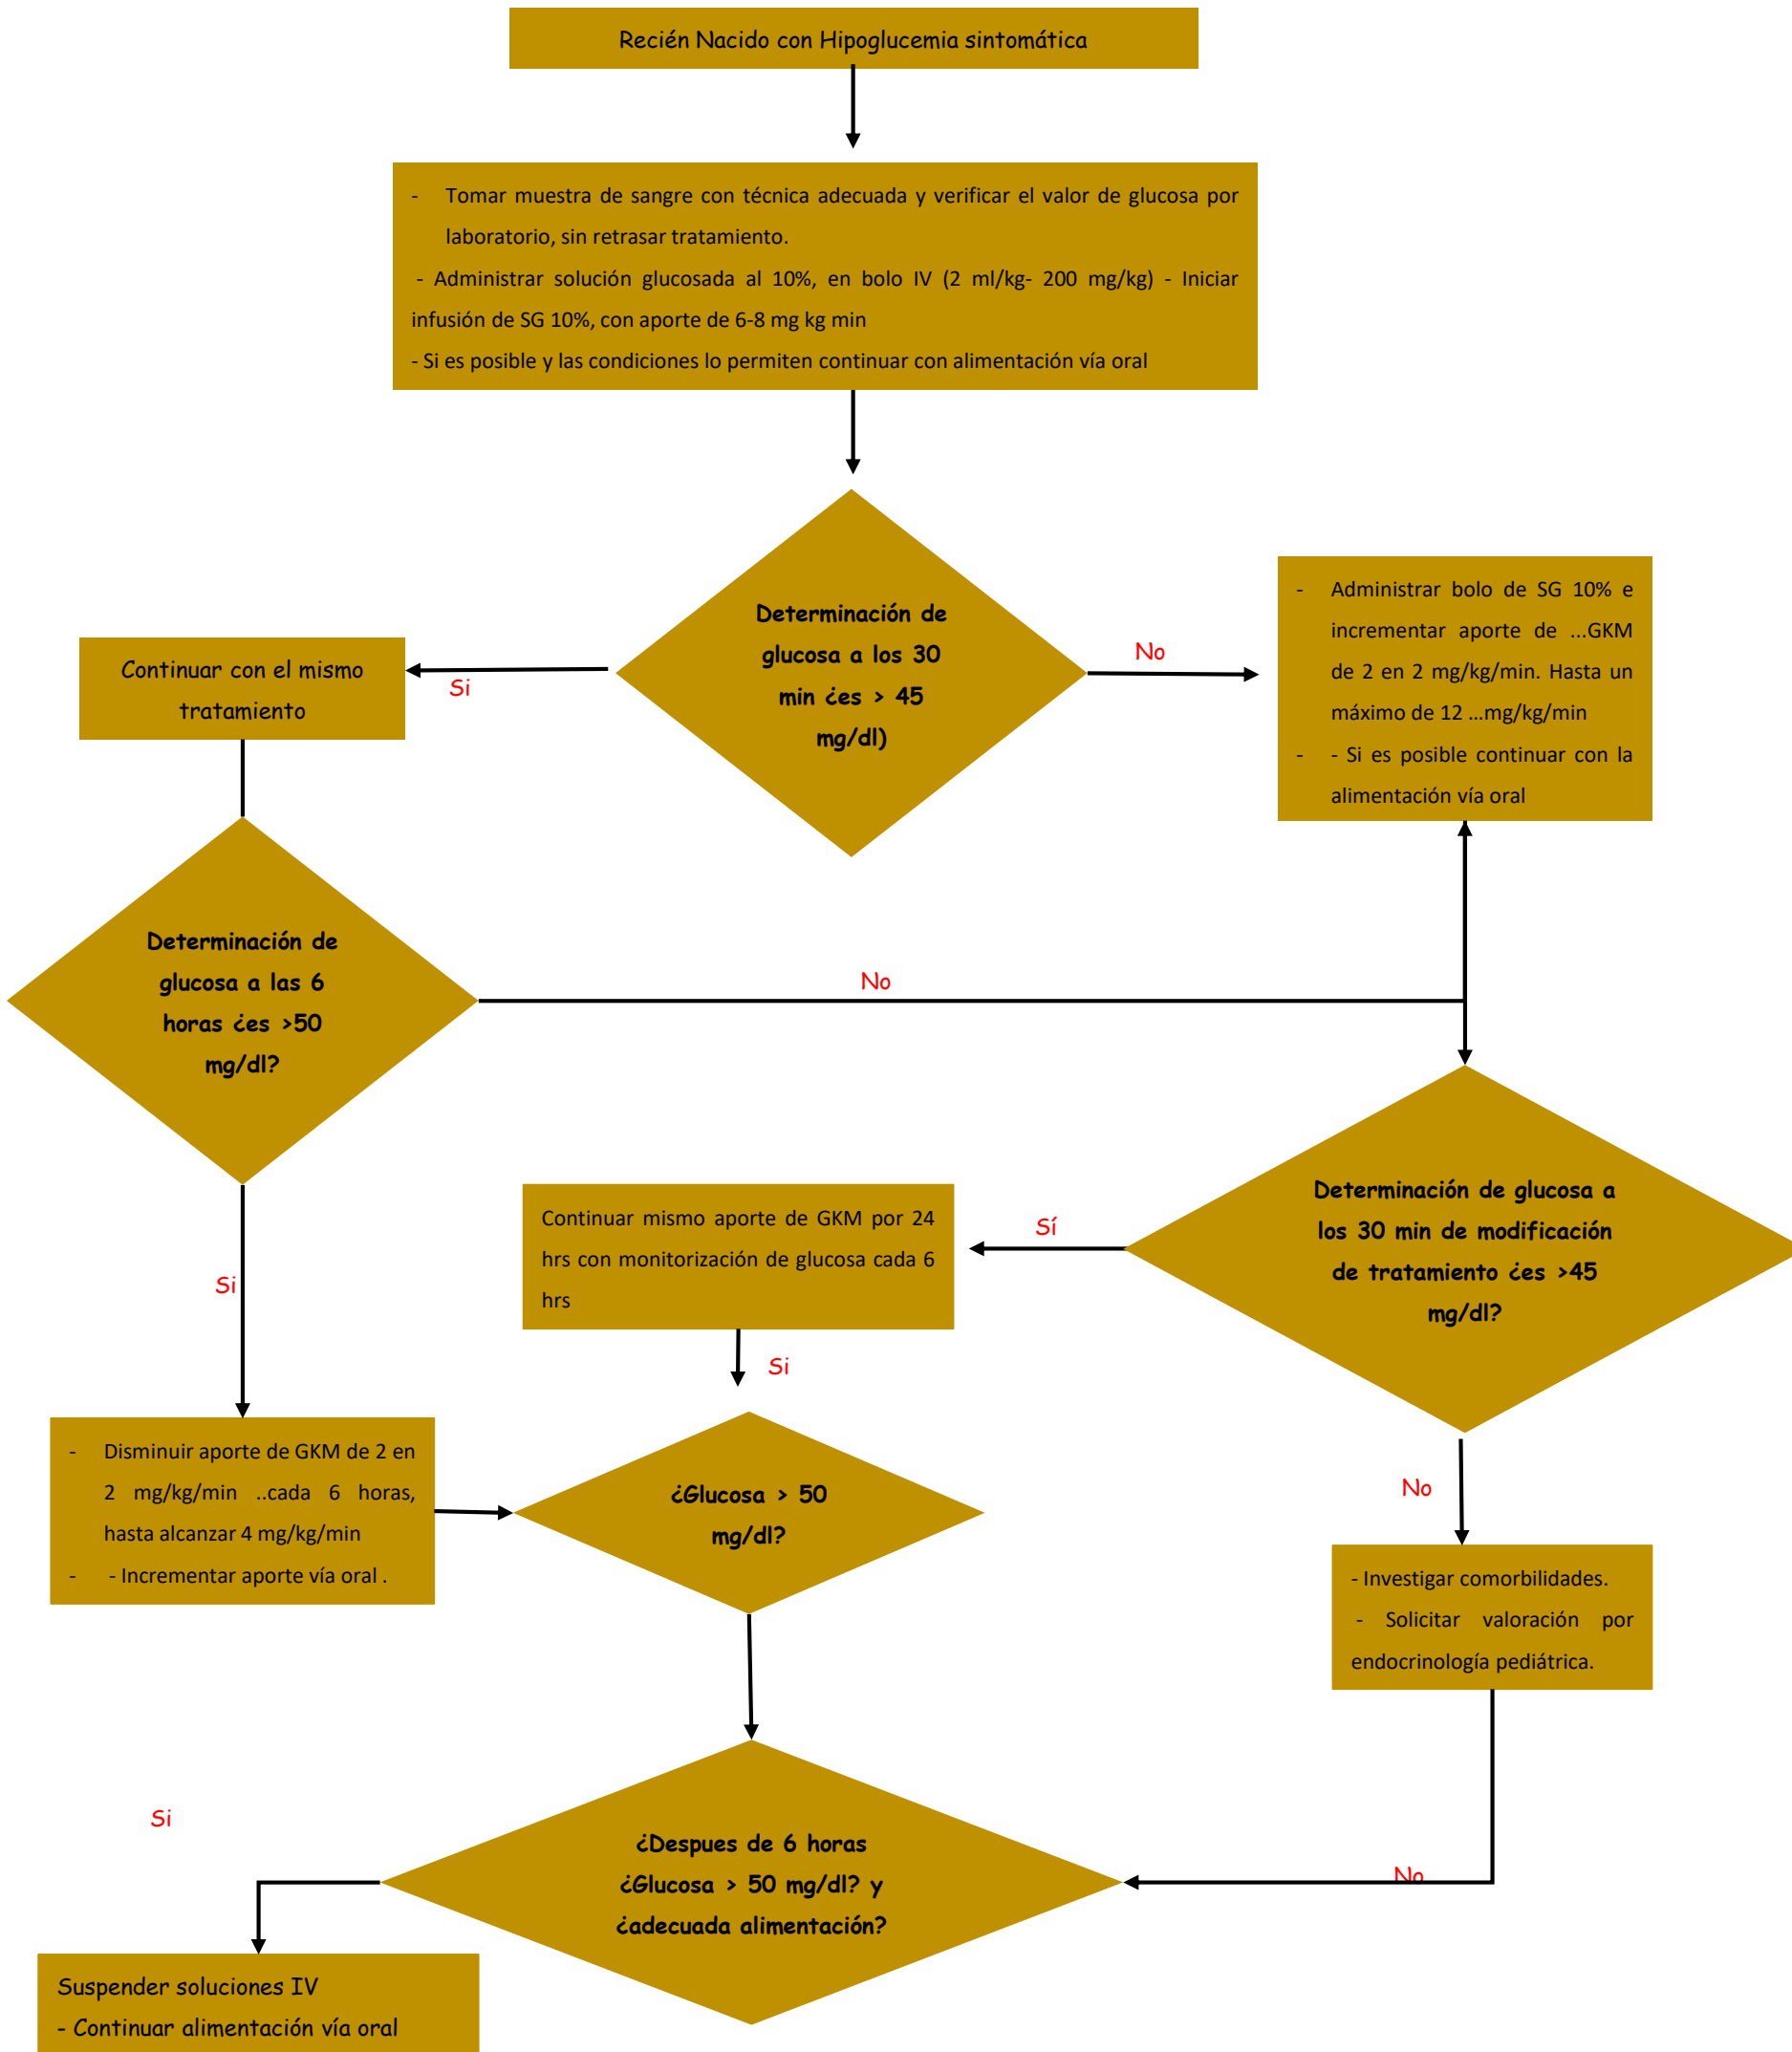 Recién Nacido con Hipoglucemia sintomática
- Tomar muestra de sangre con técnica adecuada y verificar el valor de glucosa por
laboratorio, sin retrasar tratamiento.
- Administrar solución glucosada al 10%, en bolo IV (2 ml/kg- 200 mg/kg) - Iniciar
infusión de SG 10%, con aporte de 6-8 mg kg min
- Si es posible y las condiciones lo permiten continuar con alimentación vía oral
Determinación de
glucosa a los 30
min ¿es > 45
mg/dl)
No
- Administrar bolo de SG 10% e
incrementar aporte de ...GKM
de 2 en 2 mg/kg/min. Hasta un
máximo de 12 ...mg/kg/min
- - Si es posible continuar con la
alimentación vía oral
Si
Continuar con el mismo
tratamiento
Determinación de
glucosa a las 6
horas ¿es >50
mg/dl?
No
Determinación de glucosa a
los 30 min de modificación
de tratamiento ¿es >45
mg/dl?
Sí
Continuar mismo aporte de GKM por 24
hrs con monitorización de glucosa cada 6
hrs
Si
Si
- Disminuir aporte de GKM de 2 en
2 mg/kg/min ..cada 6 horas,
hasta alcanzar 4 mg/kg/min
- - Incrementar aporte vía oral .
¿Glucosa > 50
mg/dl?
No
- Investigar comorbilidades.
- Solicitar valoración por
endocrinología pediátrica.
Si
¿Despues de 6 horas
¿Glucosa > 50 mg/dl? y
¿adecuada alimentación?
No
Suspender soluciones IV
- Continuar alimentación vía oral